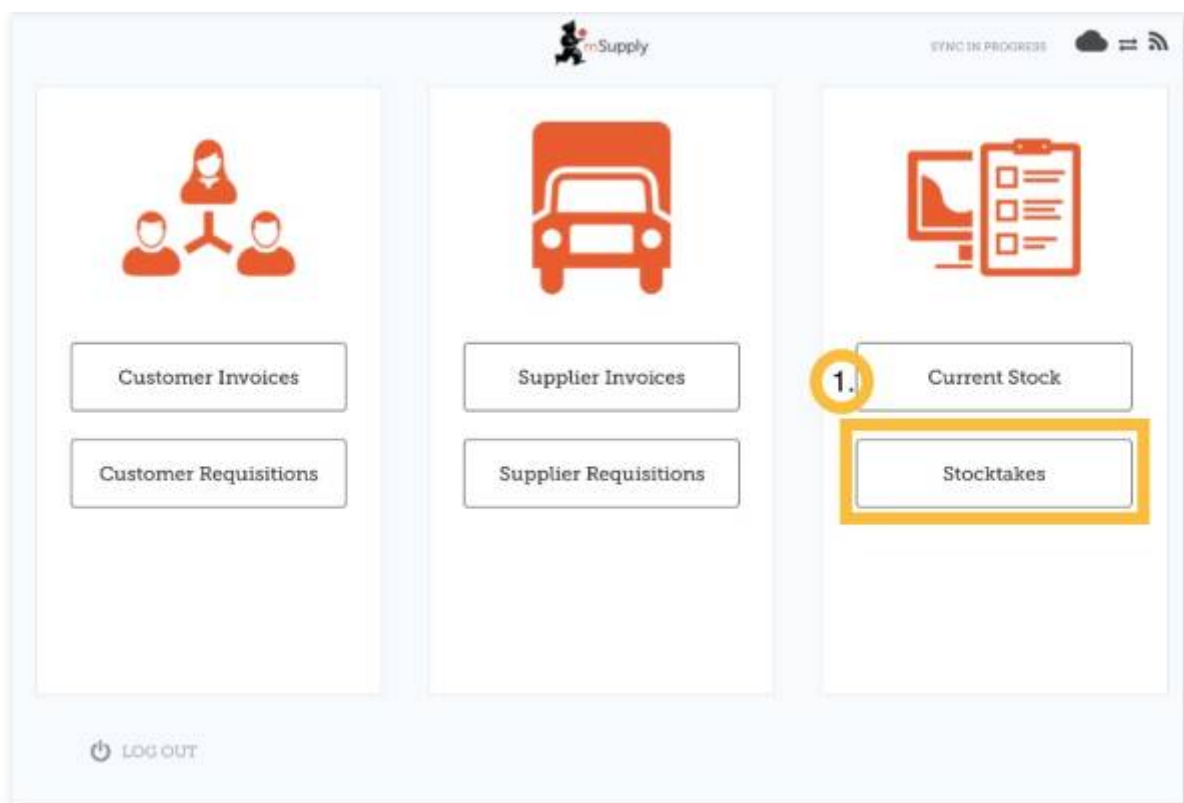 mSupply
SYNC IN PROGRESS
Customer Invoices
Supplier Invoices
1.
Current Stock
Customer Requisitions
Supplier Requisitions
Stocktakes
LOG OUT